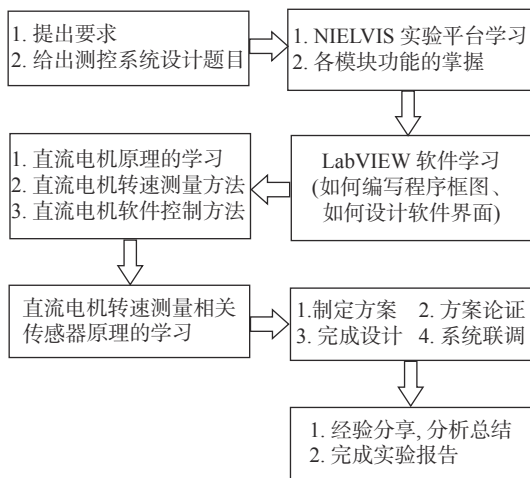 1. 提出要求
2. 给出测控系统设计题目
1. NIELVIS 实验平台学习
2. 各模块功能的掌握
LabVIEW 软件学习
(如何编写程序框图、
如何设计软件界面)
1. 直流电机原理的学习
2. 直流电机转速测量方法
3. 直流电机软件控制方法
直流电机转速测量相关
传感器原理的学习
1.制定方案 2. 方案论证
3. 完成设计 4. 系统联调
1. 经验分享, 分析总结
2. 完成实验报告